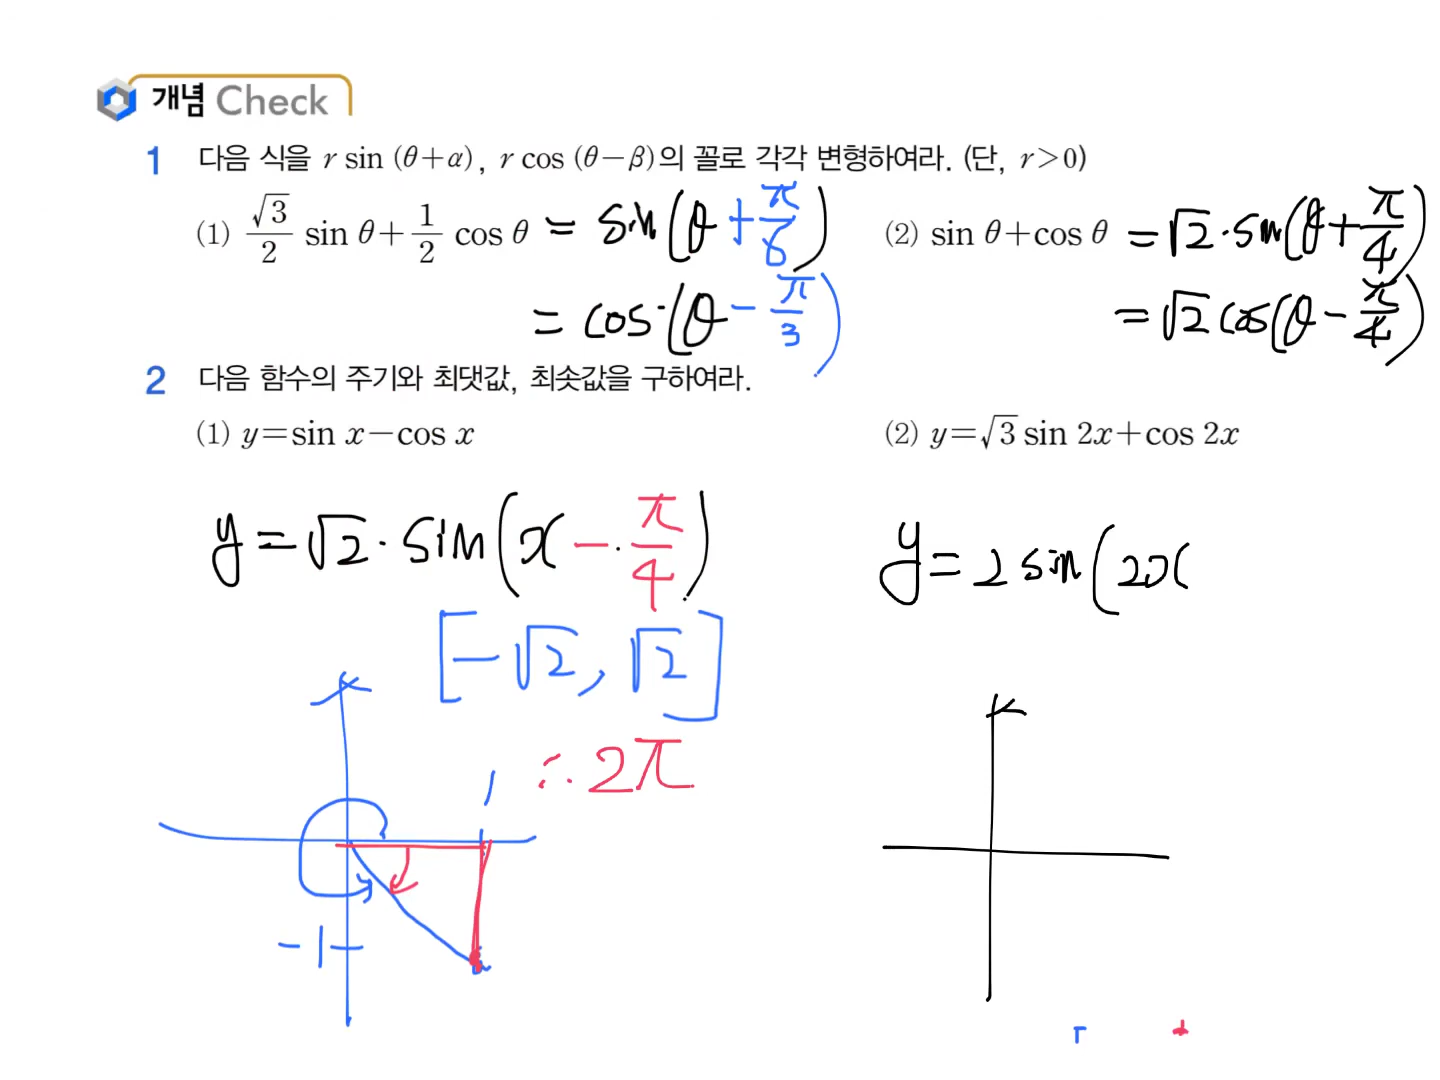 개념 Check
1 다음 식을 r sin (θ+α), r cos (θ−β)의 꼴로 각각 변형하여라. (단, r>0)
(1) √3/2 sin θ+1/2 cos θ = sin(θ+π/6)
= cos(θ−π/3)
(2) sin θ+cos θ = √2·sin(θ+π/4)
= √2 cos(θ−π/4)
2 다음 함수의 주기와 최댓값, 최솟값을 구하여라.
(1) y=sin x−cos x
(2) y=√3 sin 2x+cos 2x
y=√2·sin(x−π/4)
[−√2, √2]
∴2π
1
−1
y=2 sin(2x